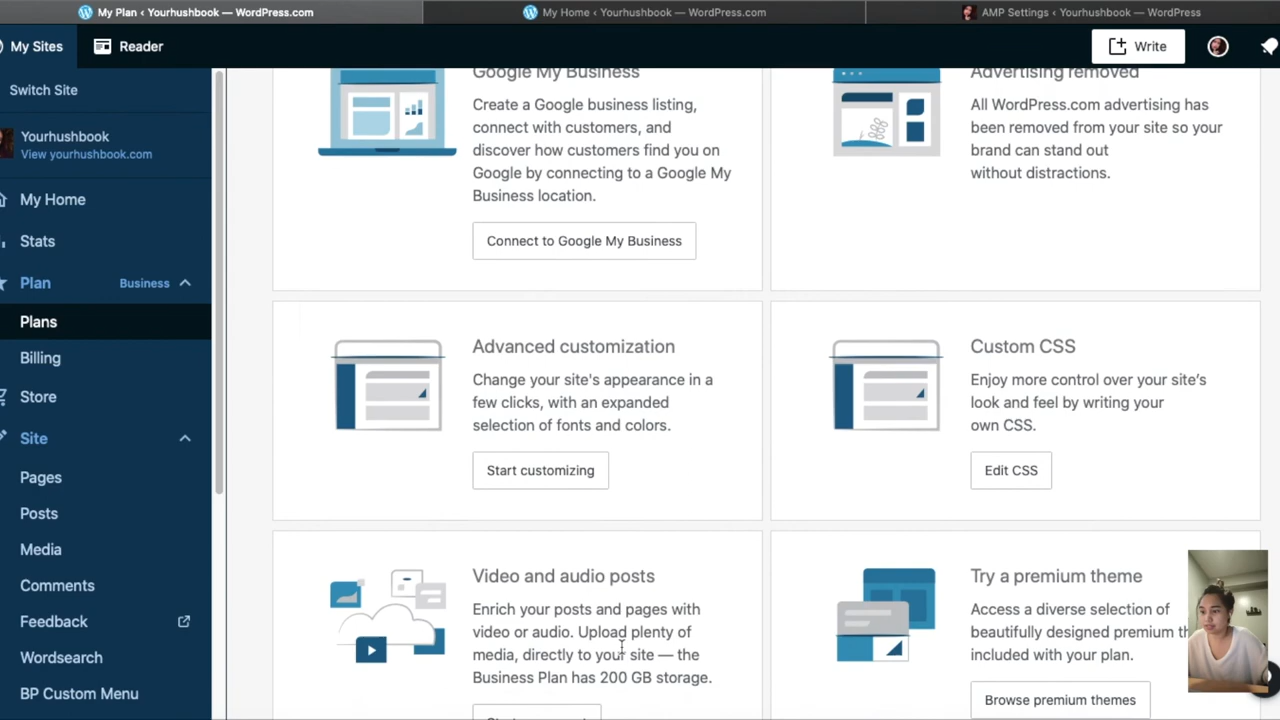 My Plan ‹ Yourhushbook — WordPress.com
My Home ‹ Yourhushbook — WordPress.com
AMP Settings ‹ Yourhushbook — WordPress
My Sites
Reader
Write
Switch Site
Yourhushbook
View yourhushbook.com
My Home
Stats
Plan
Business
Plans
Billing
Store
Site
Pages
Posts
Media
Comments
Feedback
Wordsearch
BP Custom Menu
Google My Business
Create a Google business listing,
connect with customers, and
discover how customers find you on
Google by connecting to a Google My
Business location.
Connect to Google My Business
Advertising removed
All WordPress.com advertising has
been removed from your site so your
brand can stand out
without distractions.
Advanced customization
Change your site's appearance in a
few clicks, with an expanded
selection of fonts and colors.
Start customizing
Custom CSS
Enjoy more control over your site’s
look and feel by writing your
own CSS.
Edit CSS
Video and audio posts
Enrich your posts and pages with
video or audio. Upload plenty of
media, directly to your site — the
Business Plan has 200 GB storage.
Try a premium theme
Access a diverse selection of
beautifully designed premium th
included with your plan.
Browse premium themes